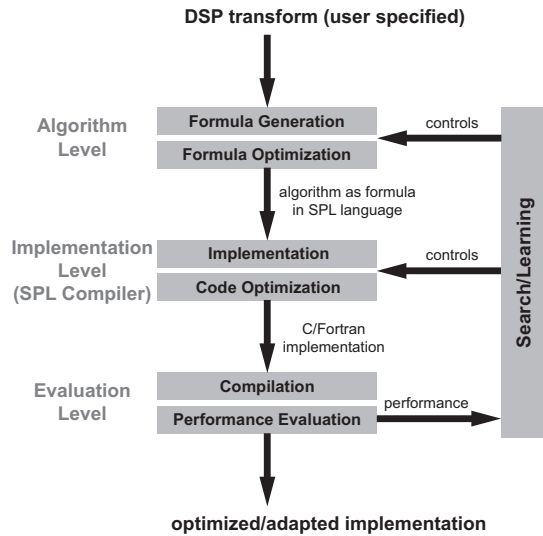 DSP transform (user specified)
Algorithm
Level
Formula Generation
Formula Optimization
controls
algorithm as formula
in SPL language
Implementation
Level
(SPL Compiler)
Implementation
Code Optimization
controls
Search/Learning
C/Fortran
implementation
Evaluation
Level
Compilation
Performance Evaluation
performance
optimized/adapted implementation